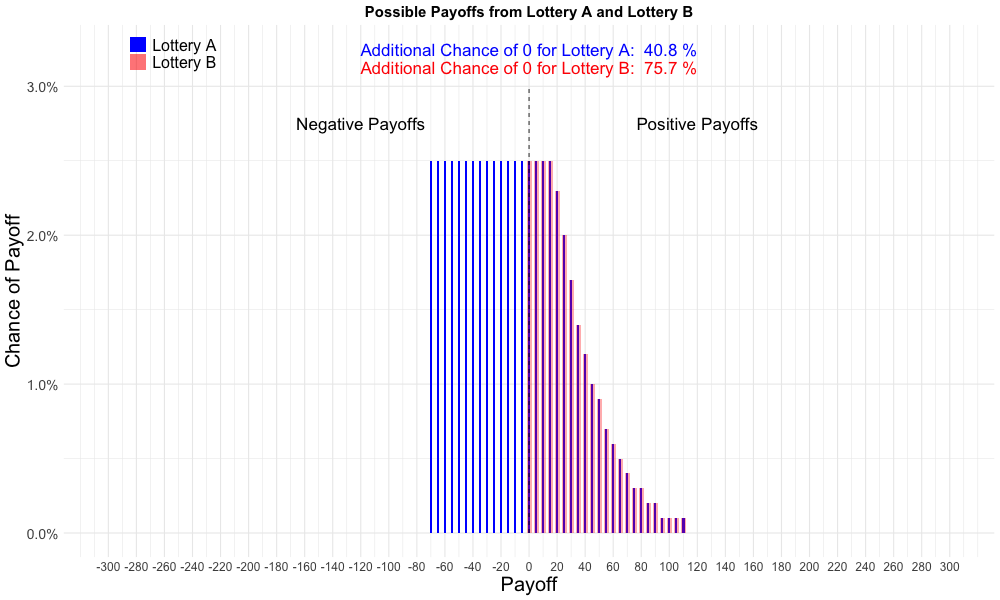 Possible Payoffs from Lottery A and Lottery B
Lottery A
Lottery B
Additional Chance of 0 for Lottery A: 40.8 %
Additional Chance of 0 for Lottery B: 75.7 %
3.0%
Negative Payoffs
Positive Payoffs
2.0%
1.0%
0.0%
Chance of Payoff
-300 -280 -260 -240 -220 -200 -180 -160 -140 -120 -100 -80 -60 -40 -20 0 20 40 60 80 100 120 140 160 180 200 220 240 260 280 300
Payoff